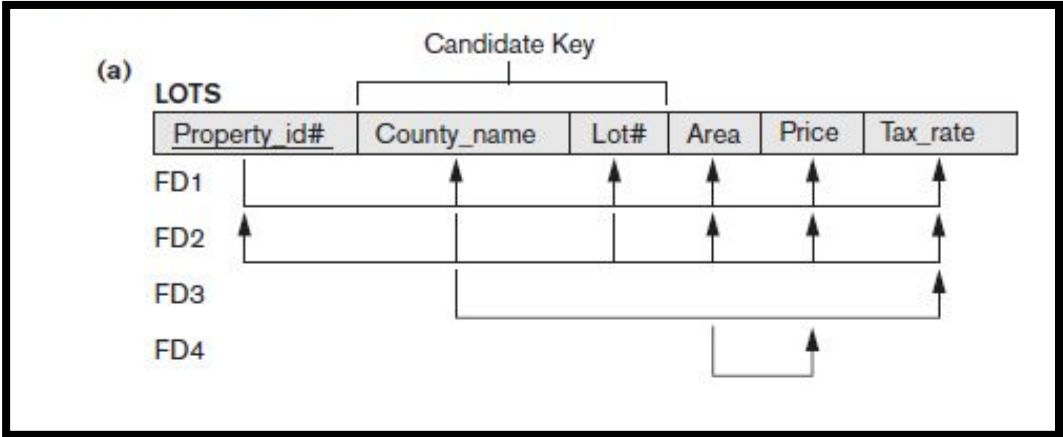 Candidate Key
(a)
LOTS
Property_id# County_name Lot# Area Price Tax_rate
FD1
FD2
FD3
FD4